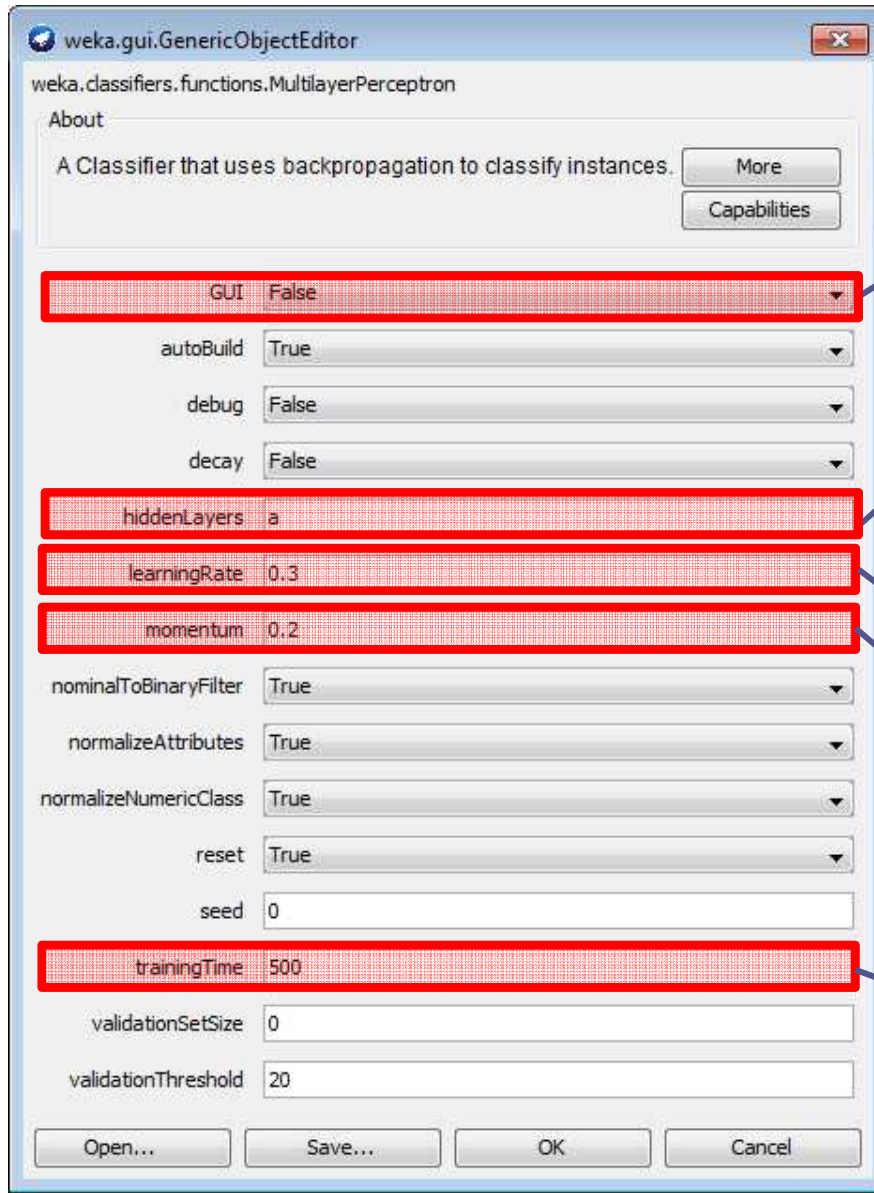 weka.gui.GenericObjectEditor
weka.classifiers.functions.MultilayerPerceptron
About
A Classifier that uses backpropagation to classify instances. More
Capabilities
GUI False
autoBuild True
debug False
decay False
hiddenLayers a
learningRate 0.3
momentum 0.2
nominalToBinaryFilter True
normalizeAttributes True
normalizeNumericClass True
reset True
seed 0
trainingTime 500
validationSetSize 0
validationThreshold 20
Open... Save... OK Cancel